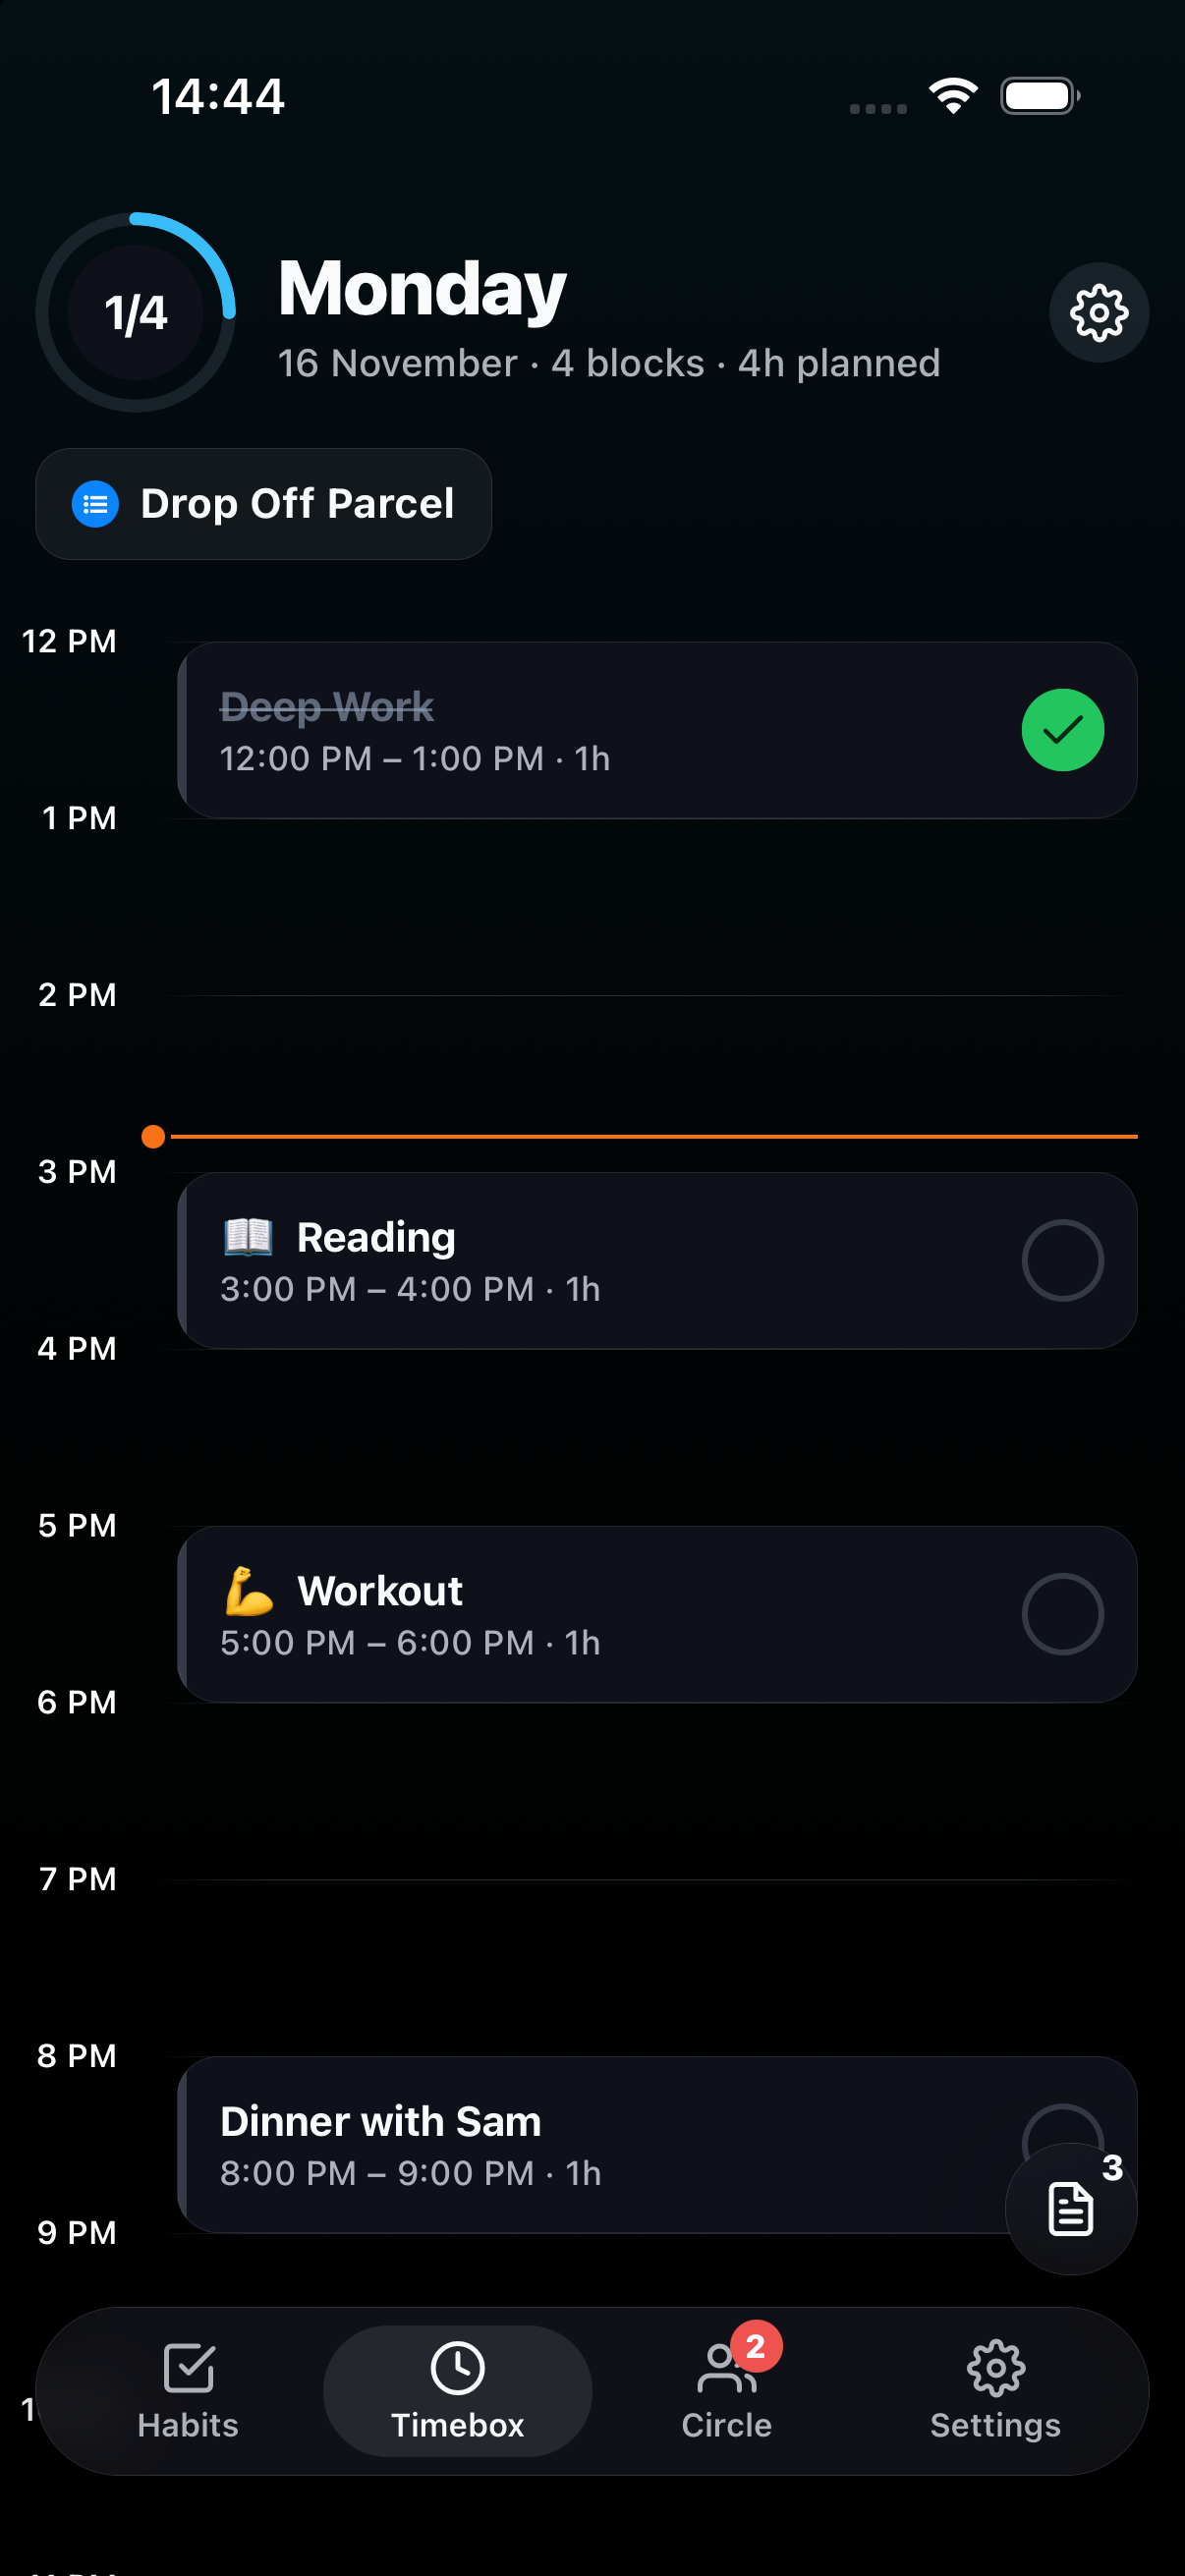 14:44
1/4
Monday
16 November · 4 blocks · 4h planned
Drop Off Parcel
12 PM
Deep Work
12:00 PM – 1:00 PM · 1h
1 PM
2 PM
3 PM
📖 Reading
3:00 PM – 4:00 PM · 1h
4 PM
5 PM
💪 Workout
5:00 PM – 6:00 PM · 1h
6 PM
7 PM
8 PM
Dinner with Sam
8:00 PM – 9:00 PM · 1h
3
9 PM
2
1
Habits
Timebox
Circle
Settings